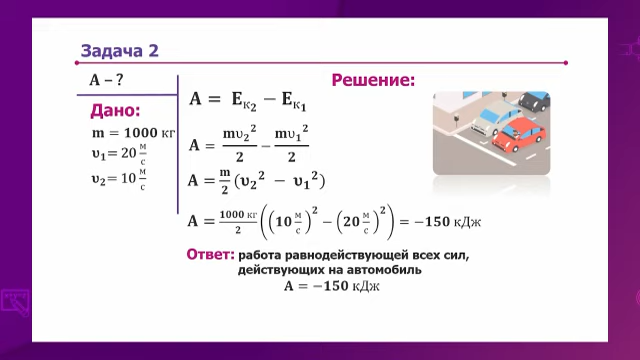 Задача 2
А – ?
Дано:
m = 1000 кг
υ₁= 20 м/с
υ₂= 10 м/с
Решение:
A = Eк₂ − Eк₁
A = mυ₂²/2 − mυ₁²/2
A = m/2 (υ₂² − υ₁²)
A = 1000 кг/2 ((10 м/с)² − (20 м/с)²) = −150 кДж
Ответ: работа равнодействующей всех сил,
действующих на автомобиль
A = −150 кДж